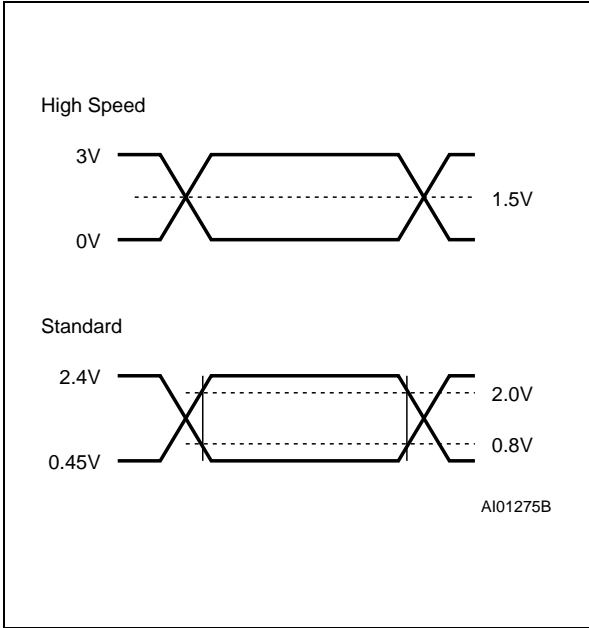 High Speed
3V
1.5V
0V
Standard
2.4V
2.0V
0.8V
0.45V
AI01275B